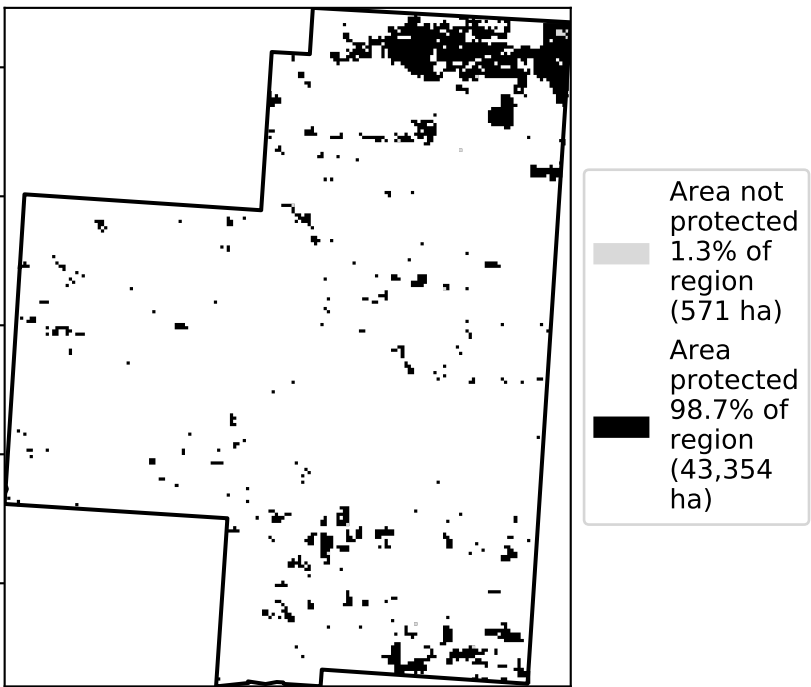 Area not
protected
1.3% of
region
(571 ha)
Area
protected
98.7% of
region
(43,354
ha)